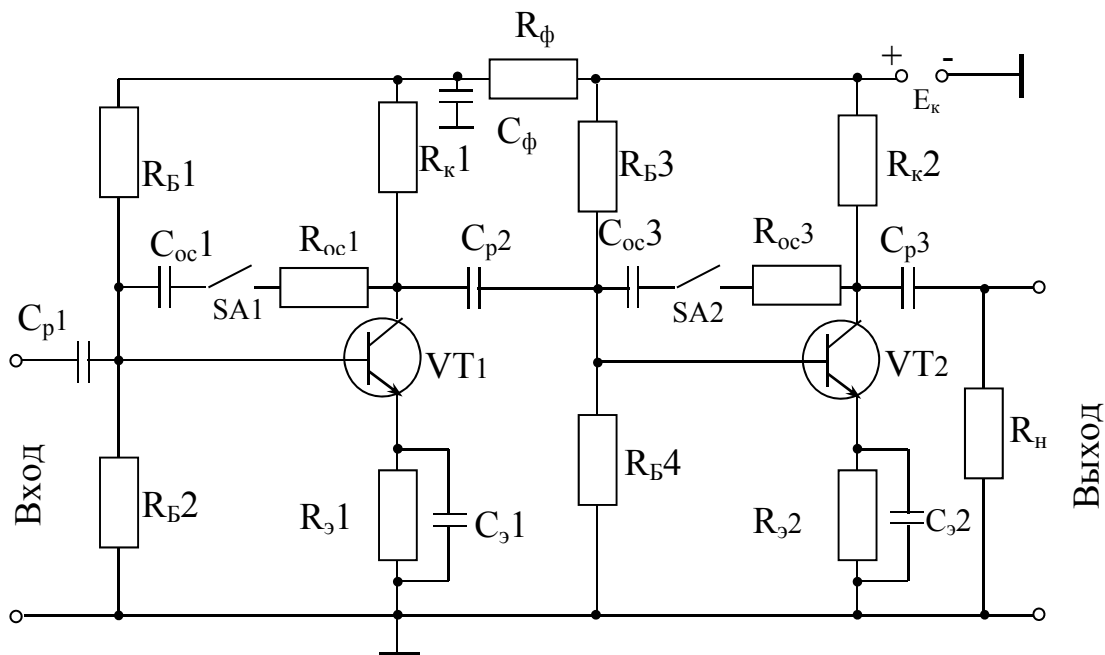 Rф
+ -
Eк
Cф
RБ1
Rк1
RБ3
Rк2
Cос1
Rос1
Cр2
Cос3
Rос3
Cр3
SA1
SA2
Cр1
VT1
VT2
Вход
RБ2
Rэ1
Cэ1
RБ4
Rэ2
Cэ2
Rн
Выход